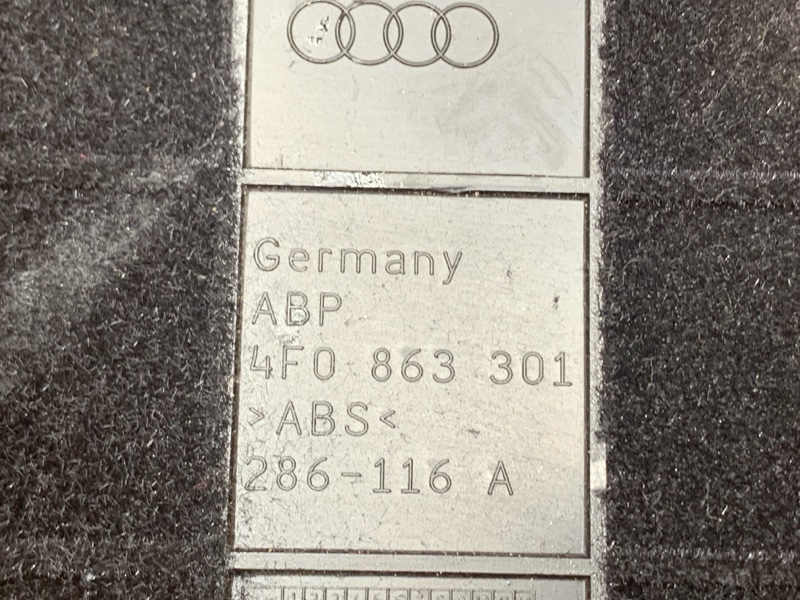 Germany
ABP
4F0 863 301
>ABS<
286-116 A